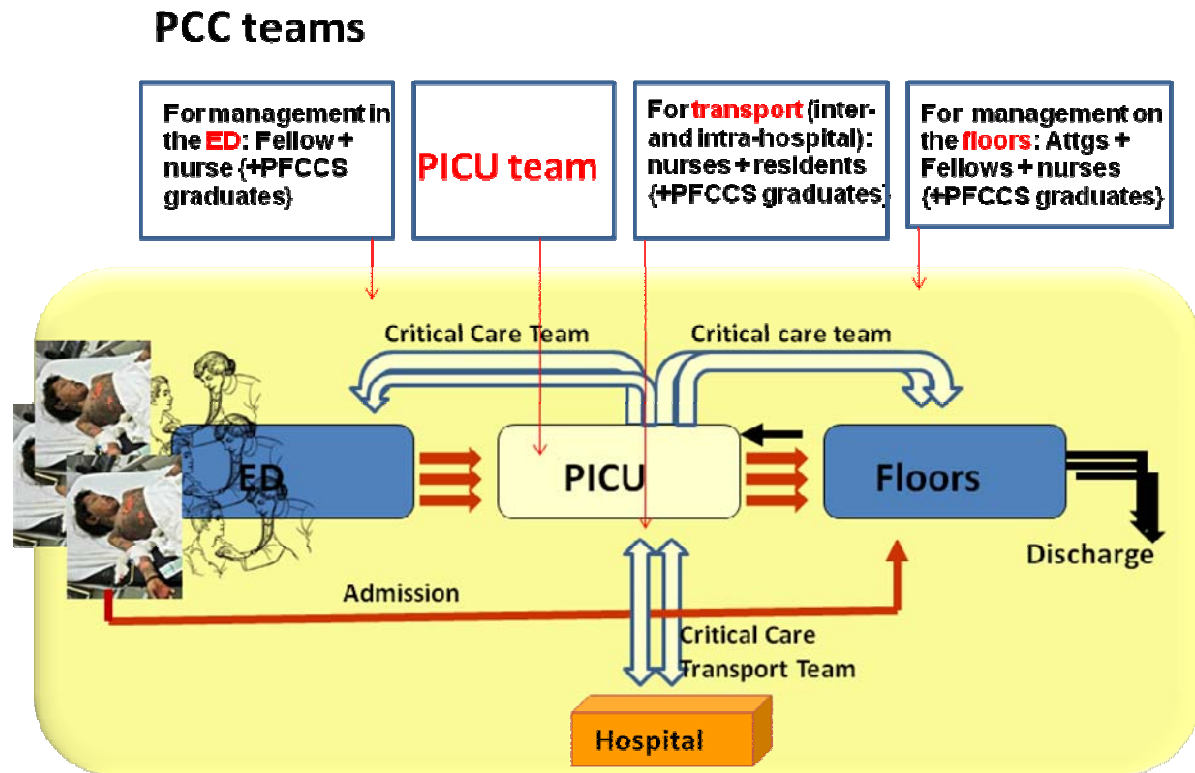 PCC teams
For management in
the ED: Fellow +
nurse {+PFCCS
graduates}
PICU team
For transport (inter-
and intra-hospital):
nurses + residents
{+PFCCS graduates}
For management on
the floors: Attgs +
Fellows + nurses
{+PFCCS graduates}
Critical Care Team
Critical care team
ED
PICU
Floors
Discharge
Admission
Critical Care
Transport Team
Hospital